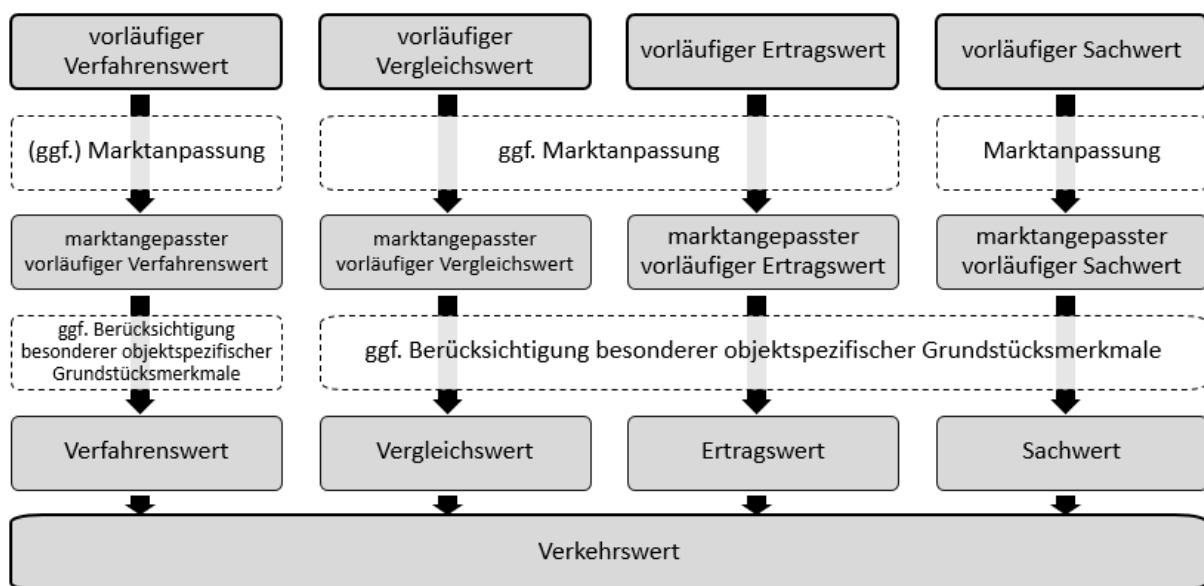 vorläufiger
Verfahrenswert
vorläufiger
Vergleichswert
vorläufiger Ertragswert
vorläufiger Sachwert
(ggf.) Marktanpassung
ggf. Marktanpassung
Marktanpassung
marktangepasster
vorläufiger Verfahrenswert
marktangepasster
vorläufiger Vergleichswert
marktangepasster
vorläufiger Ertragswert
marktangepasster
vorläufiger Sachwert
ggf. Berücksichtigung
besonderer objektspezifischer
Grundstücksmerkmale
ggf. Berücksichtigung besonderer objektspezifischer Grundstücksmerkmale
Verfahrenswert
Vergleichswert
Ertragswert
Sachwert
Verkehrswert